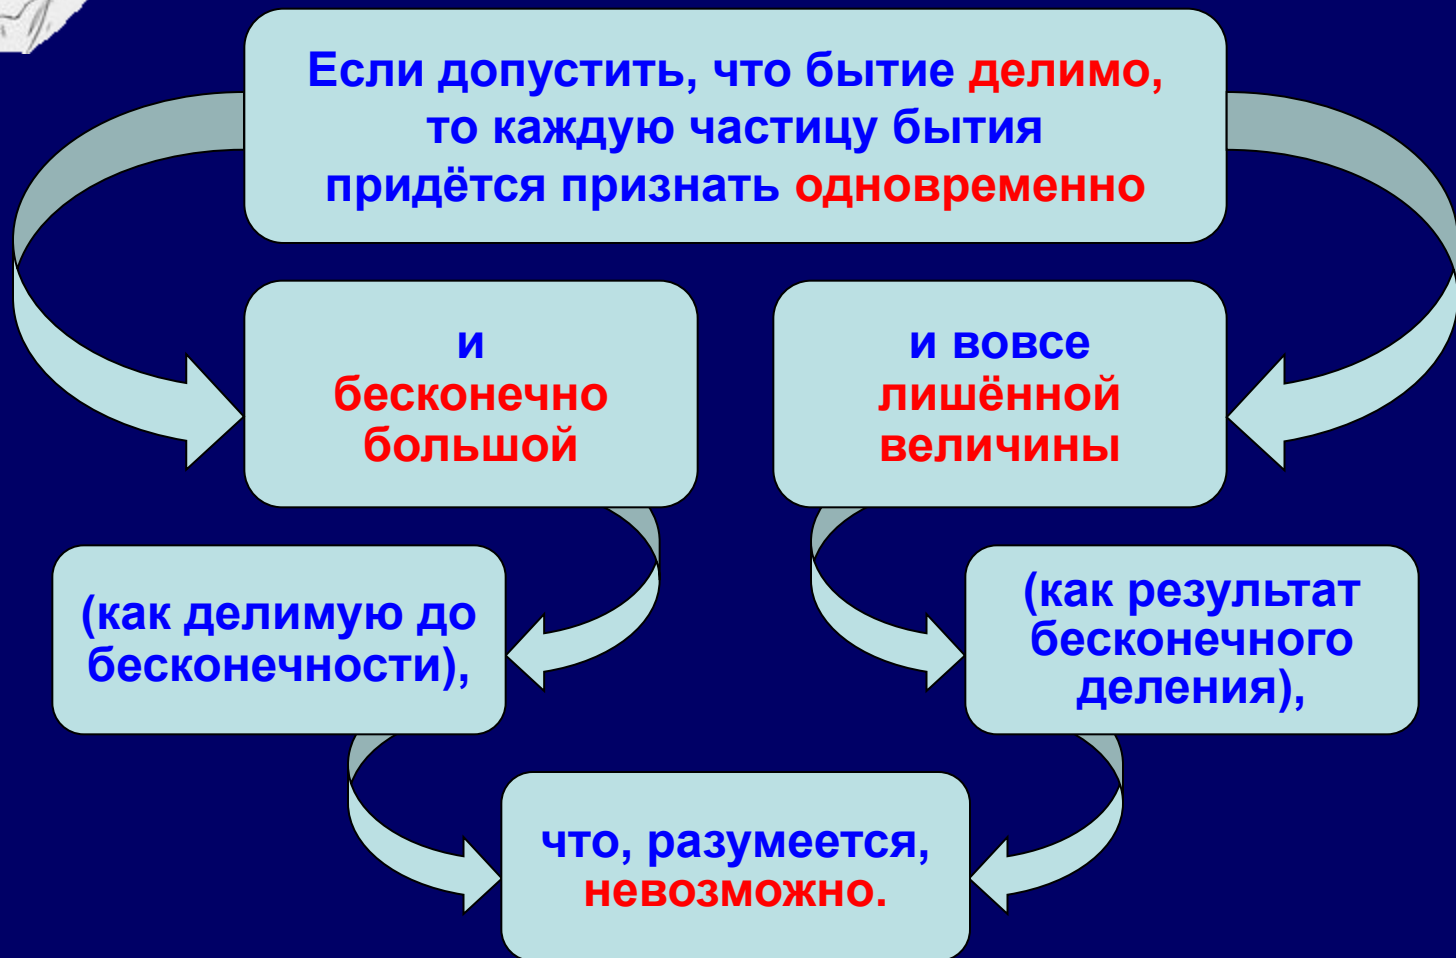 Если допустить, что бытие делимо,
то каждую частицу бытия
придётся признать одновременно
и
бесконечно
большой
и вовсе
лишённой
величины
(как делимую до
бесконечности),
(как результат
бесконечного
деления),
что, разумеется,
невозможно.